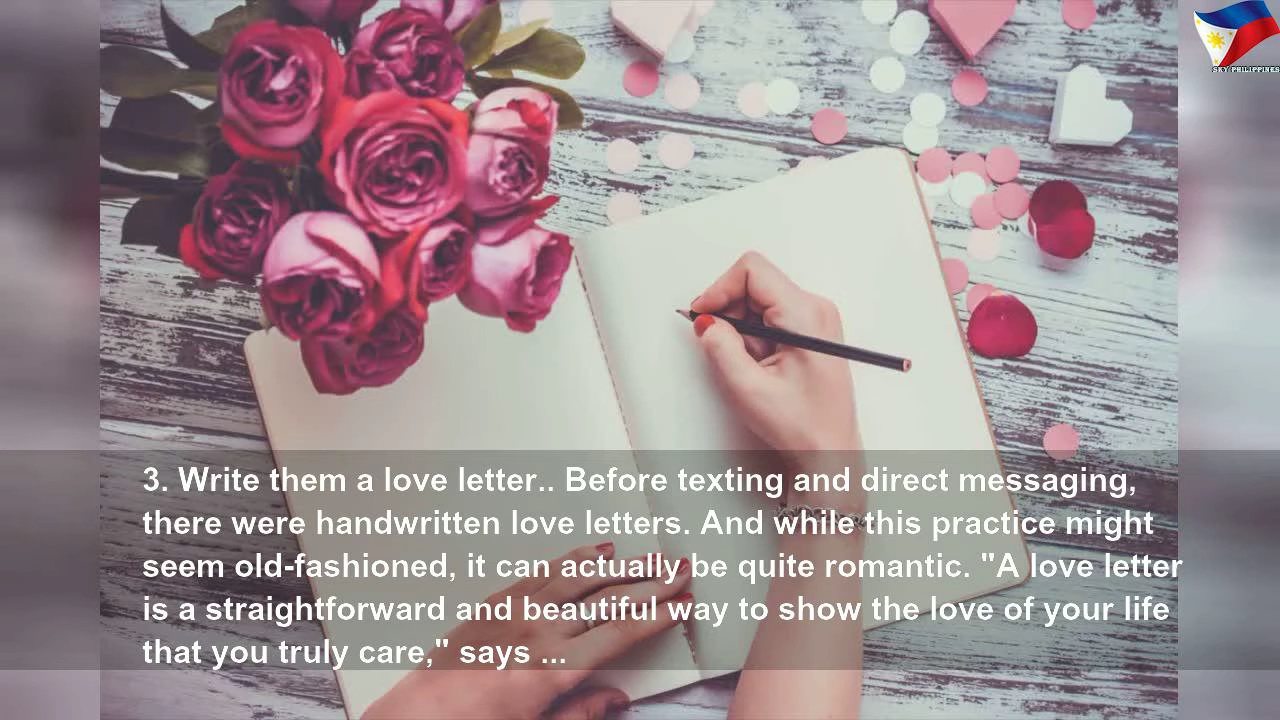 SKY PHILIPPINES
3. Write them a love letter.. Before texting and direct messaging,
there were handwritten love letters. And while this practice might
seem old-fashioned, it can actually be quite romantic. "A love letter
is a straightforward and beautiful way to show the love of your life
that you truly care," says ...